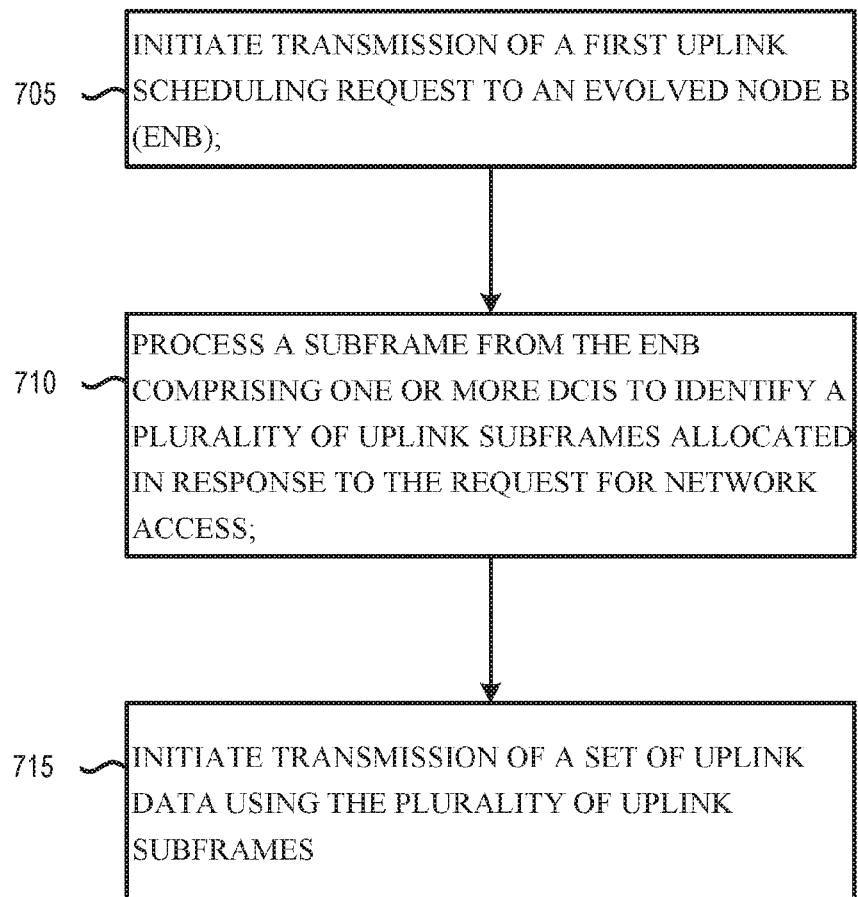 705
INITIATE TRANSMISSION OF A FIRST UPLINK
SCHEDULING REQUEST TO AN EVOLVED NODE B
(ENB);
710
PROCESS A SUBFRAME FROM THE ENB
COMPRISING ONE OR MORE DCIS TO IDENTIFY A
PLURALITY OF UPLINK SUBFRAMES ALLOCATED
IN RESPONSE TO THE REQUEST FOR NETWORK
ACCESS;
715
INITIATE TRANSMISSION OF A SET OF UPLINK
DATA USING THE PLURALITY OF UPLINK
SUBFRAMES